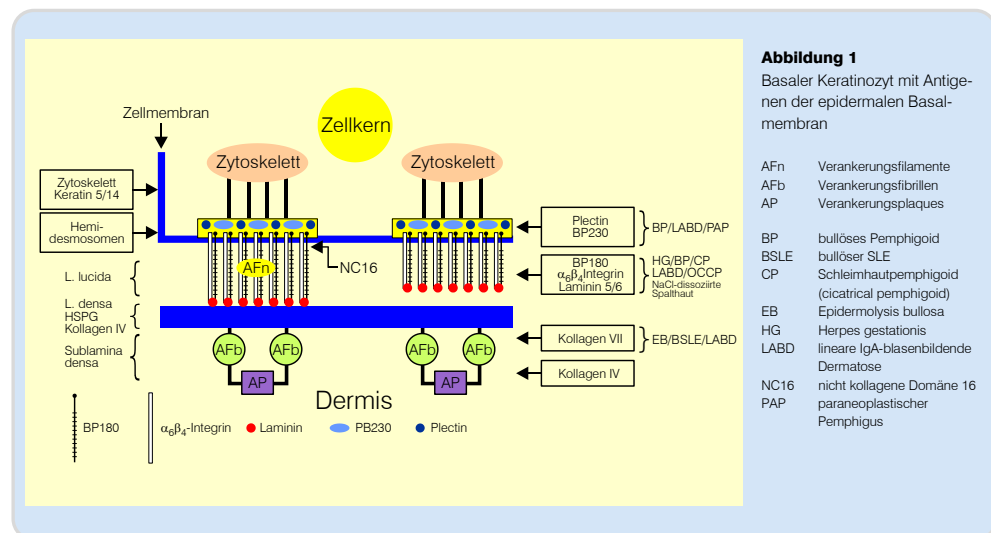 Zellmembran
Zellkern
Zytoskelett
Zytoskelett
Zytoskelett
Keratin 5/14
Hemi-
desmosomen
L. lucida
L. densa
HSPG
Kollagen IV
Sublamina
densa
AFn
NC16
Plectin
BP230
BP/LABD/PAP
BP180
α6β4Integrin
Laminin 5/6
HG/BP/CP
LABD/OCCP
NaCl-dissoziirte
Spalthaut
Kollagen VII
EB/BSLE/LABD
Kollagen IV
AFb
AFb
AFb
AFb
AP
AP
Dermis
BP180
α6β4-Integrin
Laminin
PB230
Plectin
Abbildung 1
Basaler Keratinozyt mit Antige-
nen der epidermalen Basal-
membran
AFn Verankerungsfilamente
AFb Verankerungsfibrillen
AP Verankerungsplaques
BP bullöses Pemphigoid
BSLE bullöser SLE
CP Schleimhautpemphigoid
(cicatrical pemphigoid)
EB Epidermolysis bullosa
HG Herpes gestationis
LABD lineare IgA-blasenbildende
Dermatose
NC16 nicht kollagene Domäne 16
PAP paraneoplastischer
Pemphigus